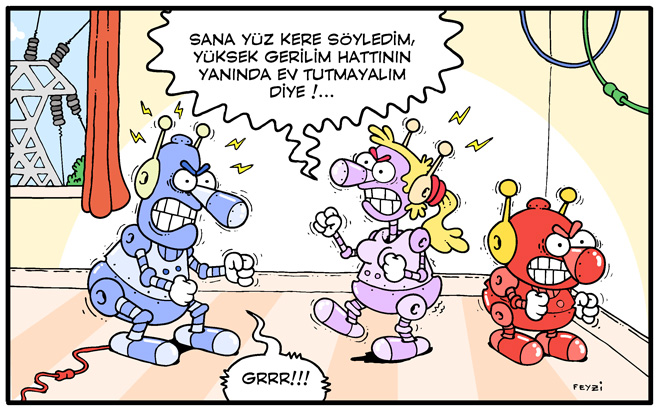 SANA YÜZ KERE SÖYLEDİM,
YÜKSEK GERİLİM HATTININ
YANINDA EV TUTMAYALIM
DİYE !...
GRRR!!!
FEYZİ